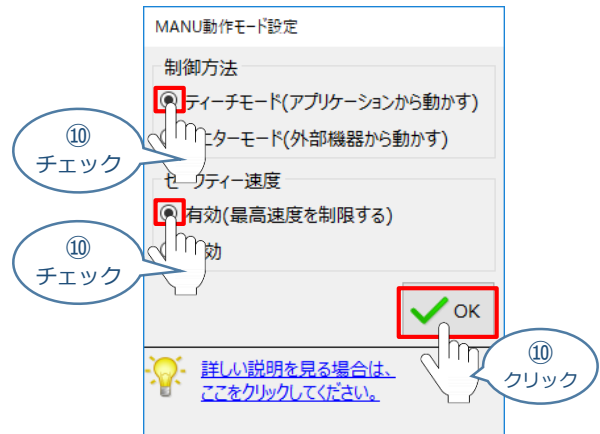 MANU動作モード設定
制御方法
ティーチモード(アプリケーションから動かす)
ニターモード(外部機器から動かす)
⑩
チェック
セ リティー速度
有効(最高速度を制限する)
効
⑩
チェック
OK
⑩
クリック
詳しい説明を見る場合は、
ここをクリックしてください。